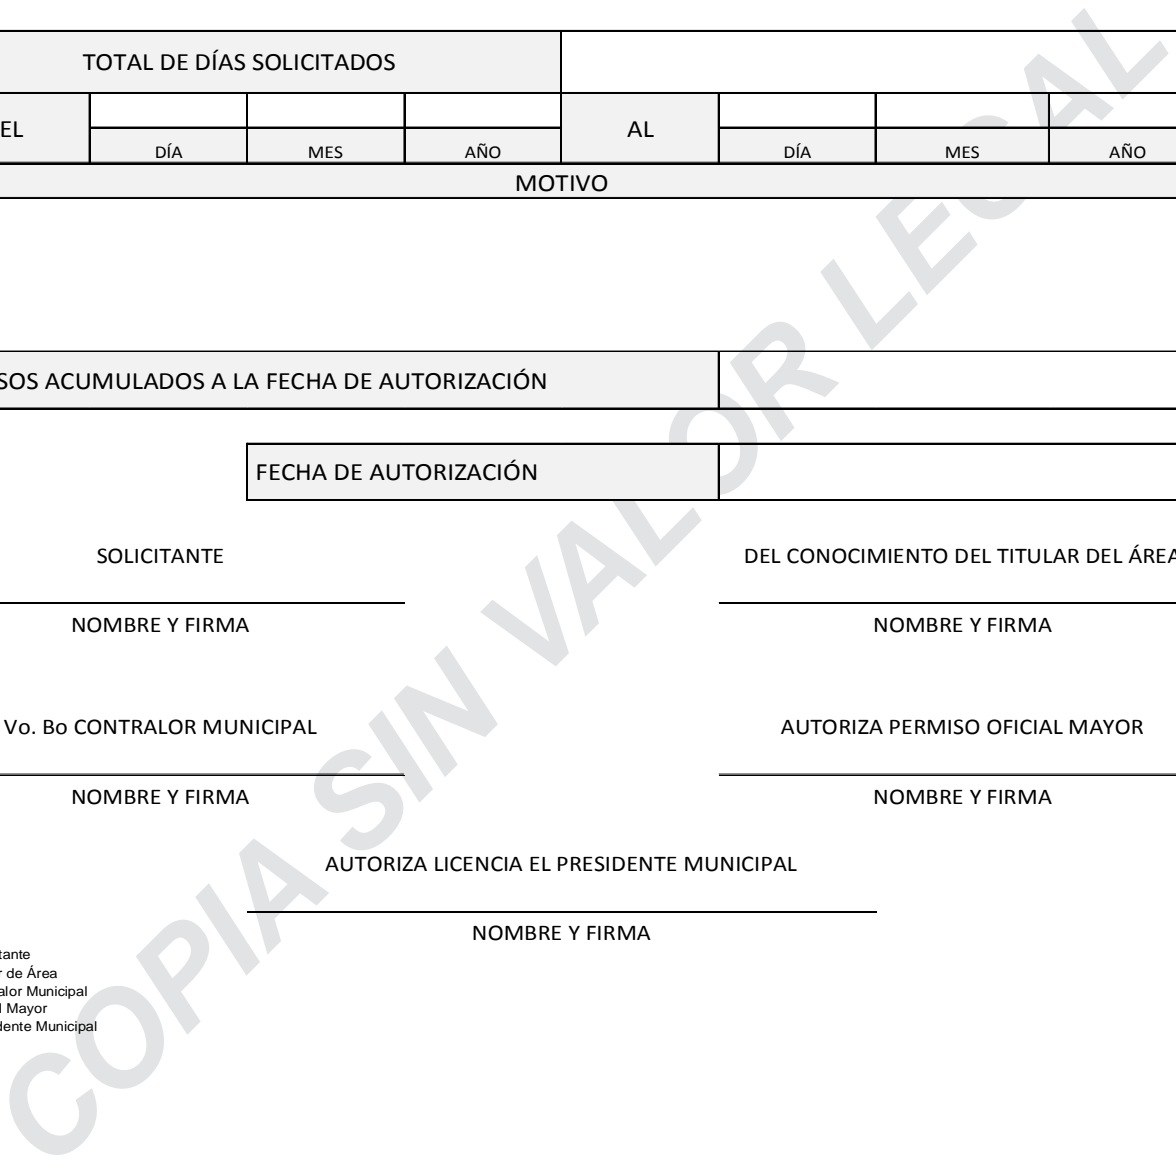 TOTAL DE DÍAS SOLICITADOS
EL AL
DÍA MES AÑO DÍA MES AÑO
MOTIVO
SOS ACUMULADOS A LA FECHA DE AUTORIZACIÓN
FECHA DE AUTORIZACIÓN
SOLICITANTE DEL CONOCIMIENTO DEL TITULAR DEL ÁREA
NOMBRE Y FIRMA NOMBRE Y FIRMA
Vo. Bo CONTRALOR MUNICIPAL AUTORIZA PERMISO OFICIAL MAYOR
NOMBRE Y FIRMA NOMBRE Y FIRMA
AUTORIZA LICENCIA EL PRESIDENTE MUNICIPAL
NOMBRE Y FIRMA
tante
r de Área
alor Municipal
l Mayor
dente Municipal
COPIA SIN VALOR LEGAL